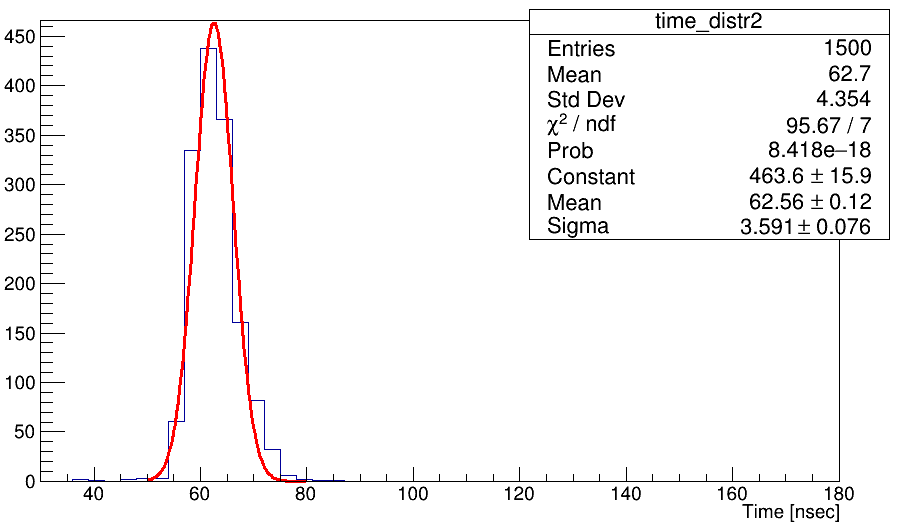 time_distr2
Entries 1500
Mean 62.7
Std Dev 4.354
χ² / ndf 95.67 / 7
Prob 8.418e−18
Constant 463.6 ± 15.9
Mean 62.56 ± 0.12
Sigma 3.591 ± 0.076
450
400
350
300
250
200
150
100
50
0
40 60 80 100 120 140 160 180
Time [nsec]